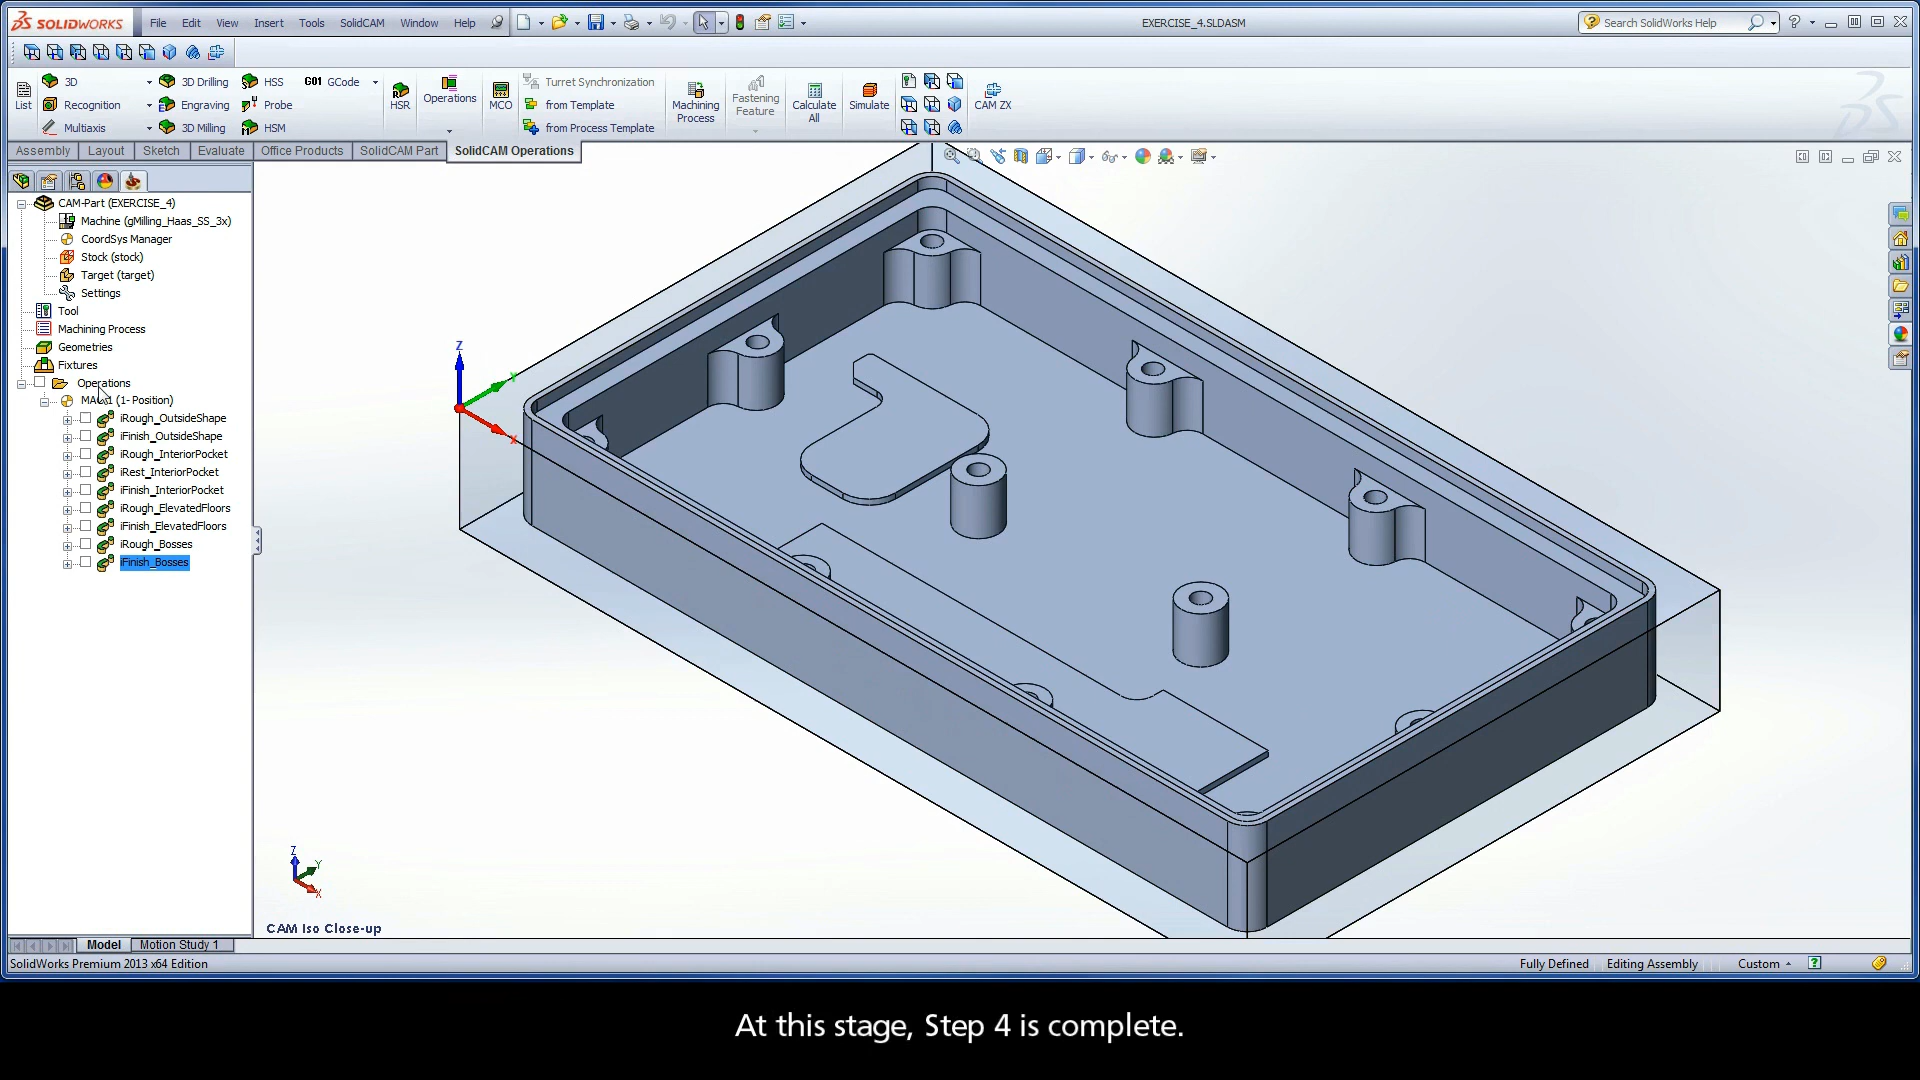 SOLIDWORKS File Edit View Insert Tools SolidCAM Window Help EXERCISE_4.SLDASM Search SolidWorks Help
3D 3D Drilling HSS G01 GCode Turret Synchronization
List Recognition Engraving Probe HSR Operations MCO from Template Machining Process Fastening Feature Calculate All Simulate CAM ZX
Multiaxis 3D Milling HSM from Process Template
Assembly Layout Sketch Evaluate Office Products SolidCAM Part SolidCAM Operations
CAM-Part (EXERCISE_4)
Machine (gMilling_Haas_SS_3x)
CoordSys Manager
Stock (stock)
Target (target)
Settings
Tool
Machining Process
Geometries
Fixtures
Operations
(1- Position)
iRough_OutsideShape
iFinish_OutsideShape
iRough_InteriorPocket
iRest_InteriorPocket
iFinish_InteriorPocket
iRough_ElevatedFloors
iFinish_ElevatedFloors
iRough_Bosses
iFinish_Bosses
Z
Y
X
Z
Y
X
CAM Iso Close-up
Model Motion Study 1
SolidWorks Premium 2013 x64 Edition Fully Defined Editing Assembly Custom
At this stage, Step 4 is complete.